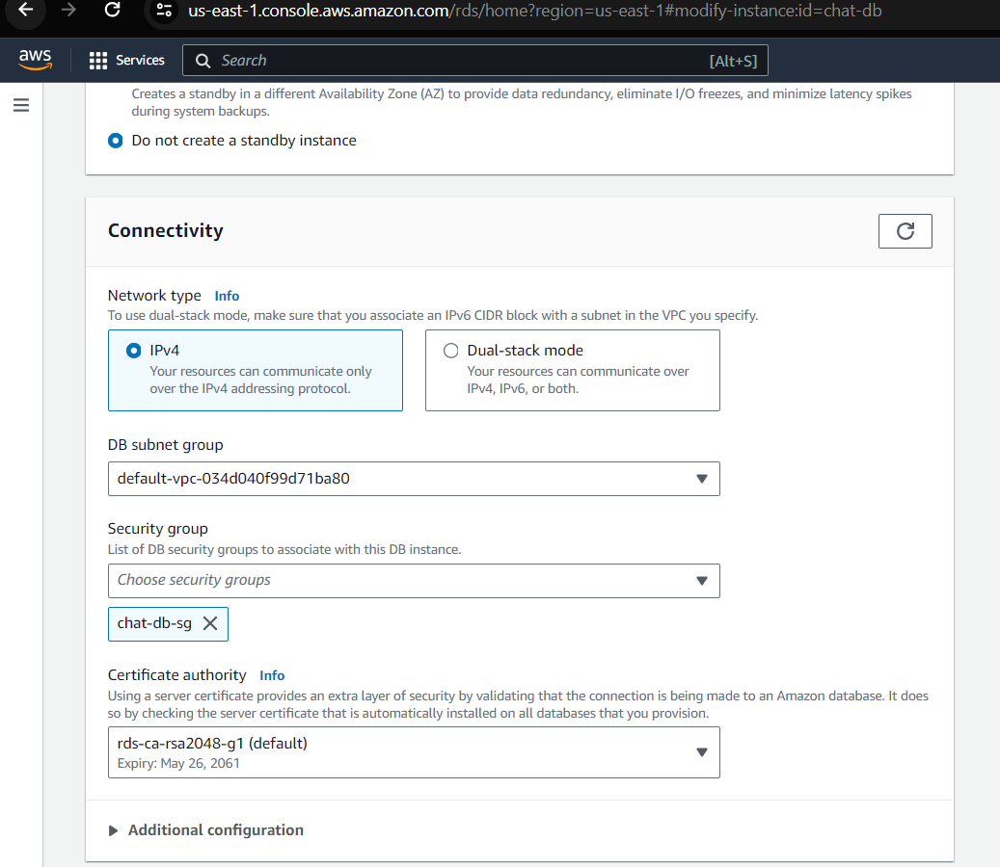 us-east-1.console.aws.amazon.com/rds/home?region=us-east-1#modify-instance:id=chat-db
aws
Services
Search
[Alt+S]
Creates a standby in a different Availability Zone (AZ) to provide data redundancy, eliminate I/O freezes, and minimize latency spikes
during system backups.
Do not create a standby instance
Connectivity
Network type Info
To use dual-stack mode, make sure that you associate an IPv6 CIDR block with a subnet in the VPC you specify.
IPv4
Your resources can communicate only
over the IPv4 addressing protocol.
Dual-stack mode
Your resources can communicate over
IPv4, IPv6, or both.
DB subnet group
default-vpc-034d040f99d71ba80
Security group
List of DB security groups to associate with this DB instance.
Choose security groups
chat-db-sg
Certificate authority Info
Using a server certificate provides an extra layer of security by validating that the connection is being made to an Amazon database. It does
so by checking the server certificate that is automatically installed on all databases that you provision.
rds-ca-rsa2048-g1 (default)
Expiry: May 26, 2061
Additional configuration